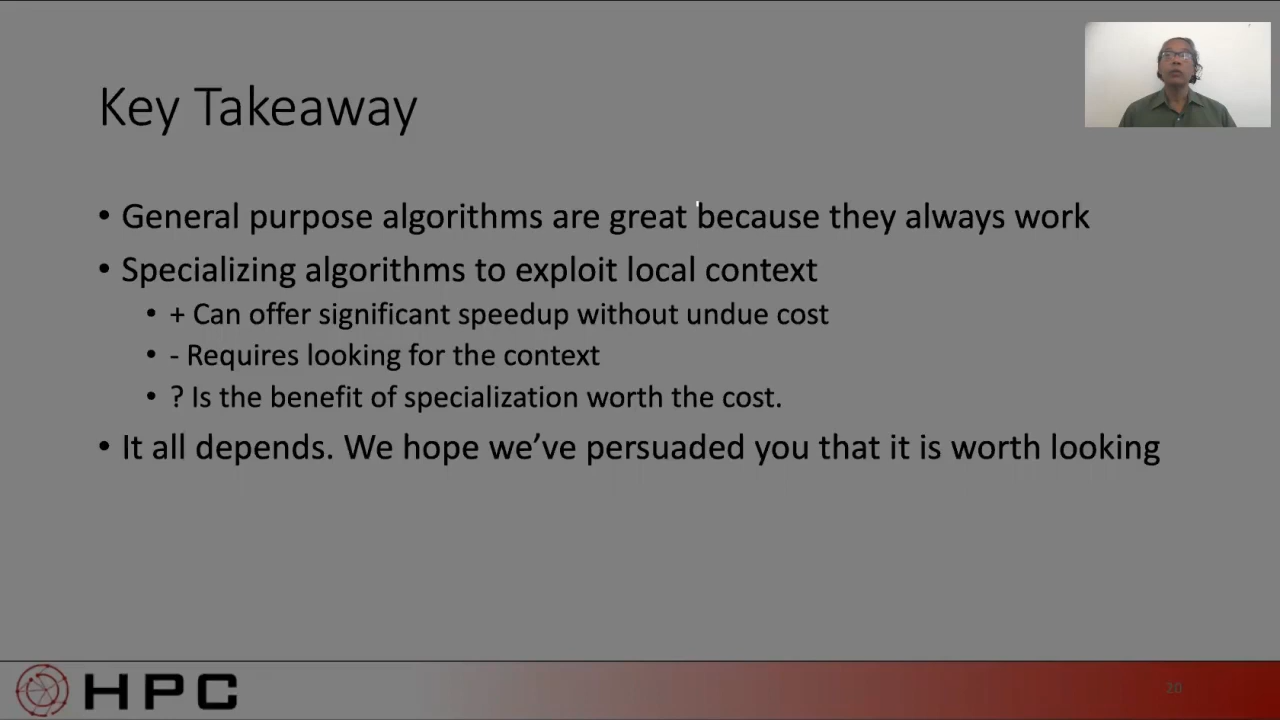 Key Takeaway
• General purpose algorithms are great because they always work
• Specializing algorithms to exploit local context
• + Can offer significant speedup without undue cost
• - Requires looking for the context
• ? Is the benefit of specialization worth the cost.
• It all depends. We hope we’ve persuaded you that it is worth looking
HPC
20